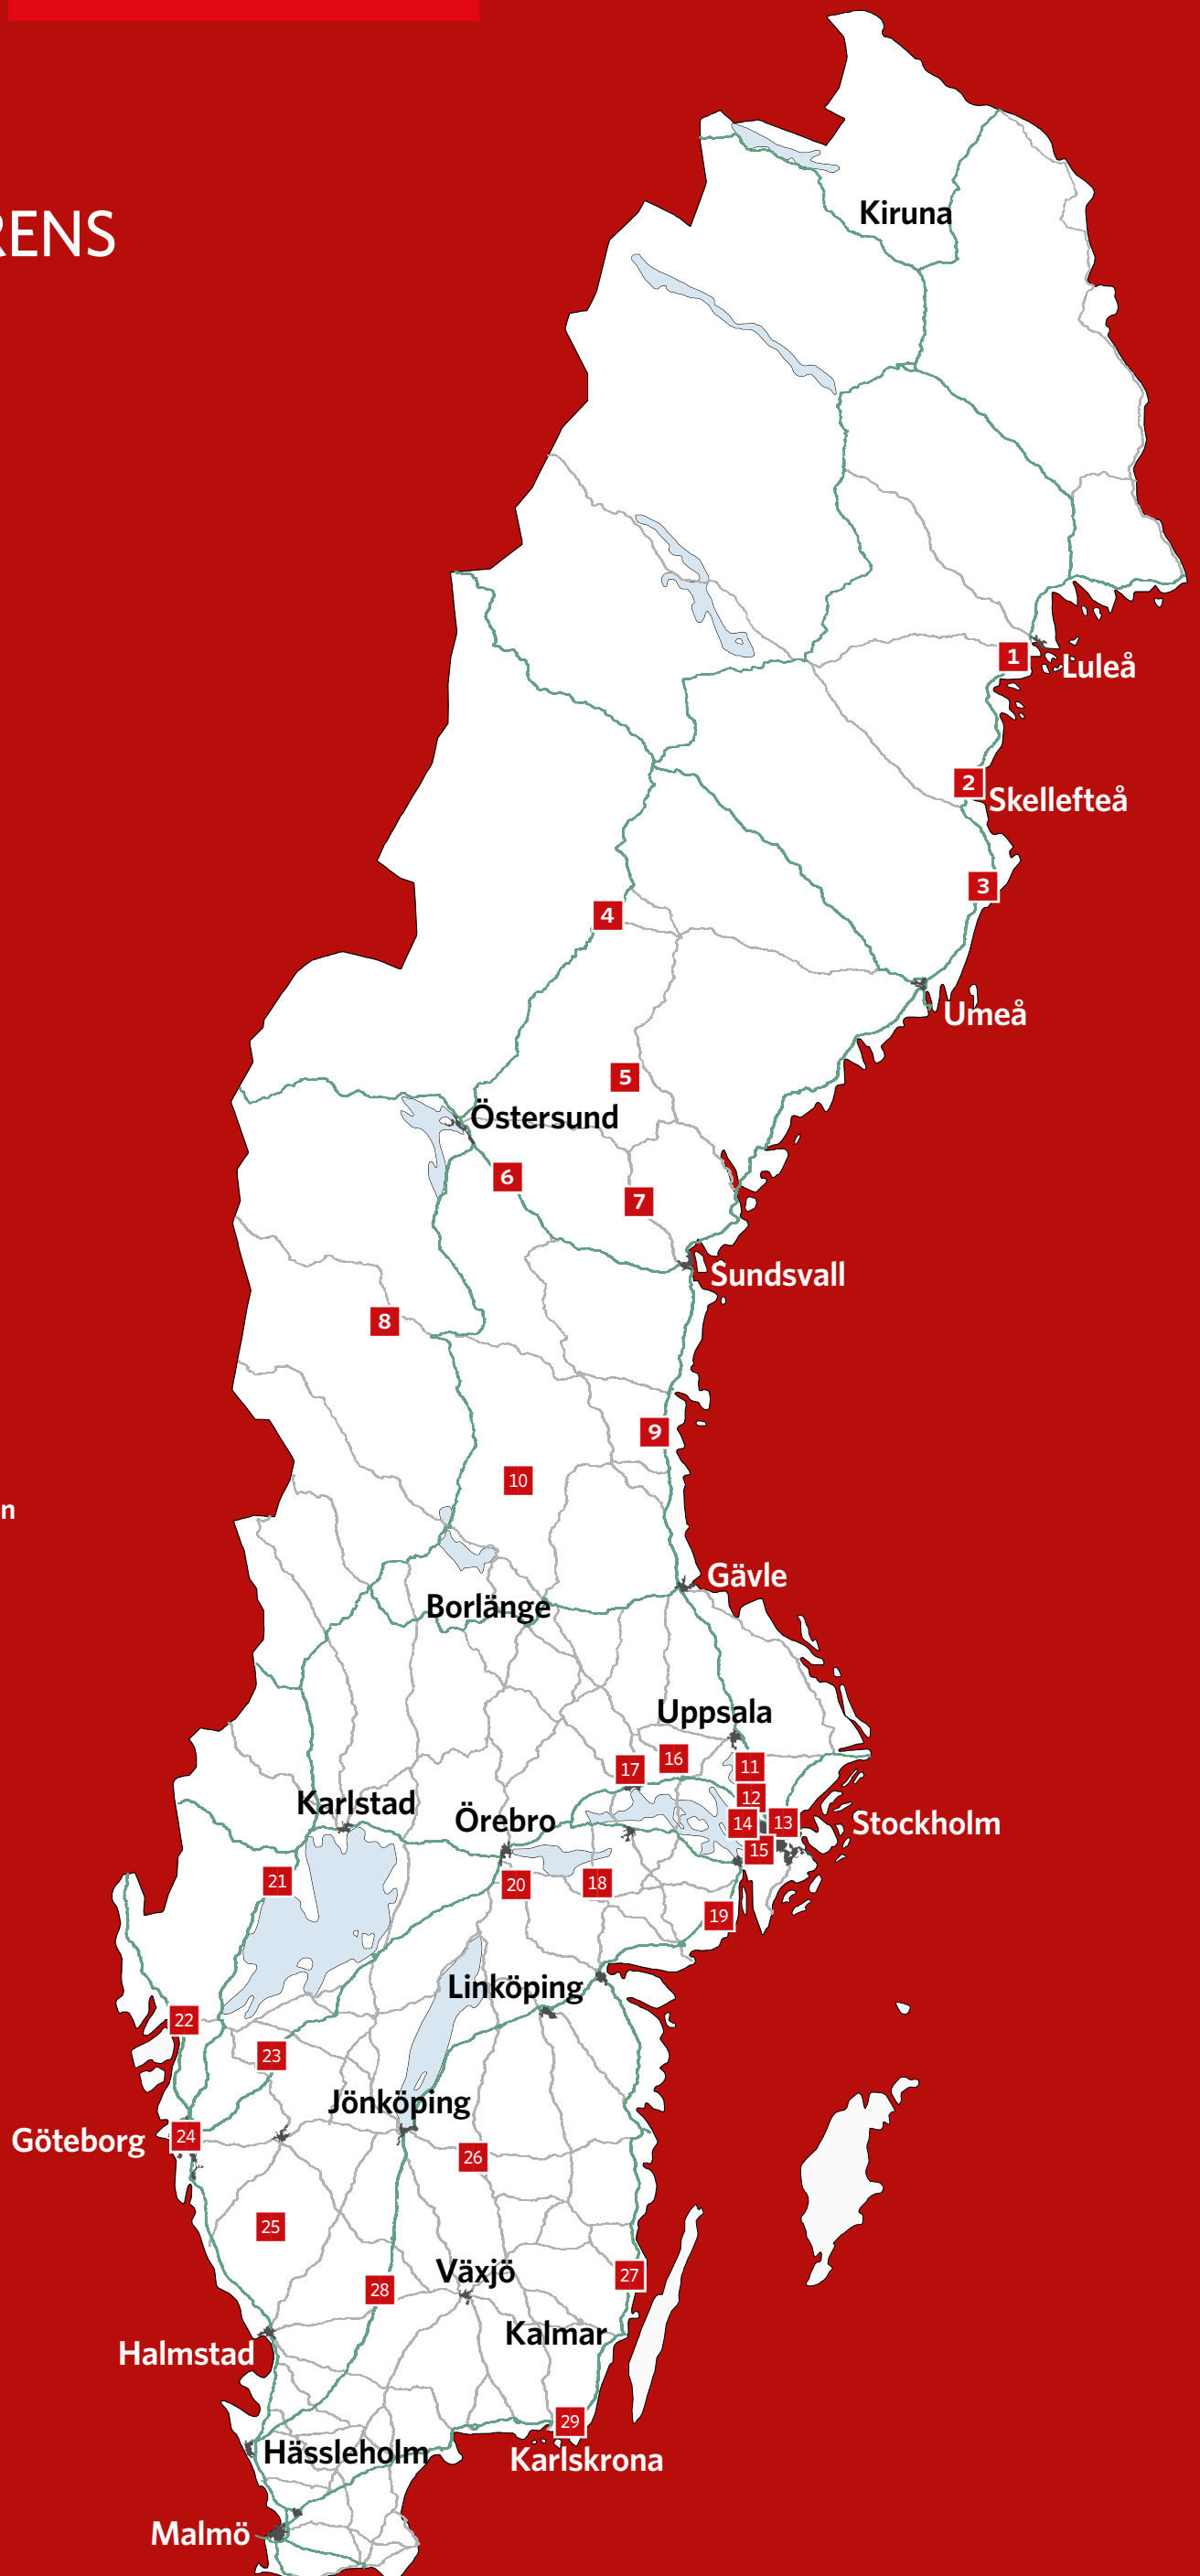 RENS
Kiruna
1
Luleå
2
Skellefteå
3
4
Umeå
5
Östersund
6
7
Sundsvall
8
9
10
n
Gävle
Borlänge
Uppsala
16
11
17
12
Karlstad
Örebro
14
13
Stockholm
15
21
20
18
19
Linköping
22
23
Jönköping
Göteborg
24
26
25
Växjö
27
28
Kalmar
Halmstad
29
Hässleholm
Karlskrona
Malmö